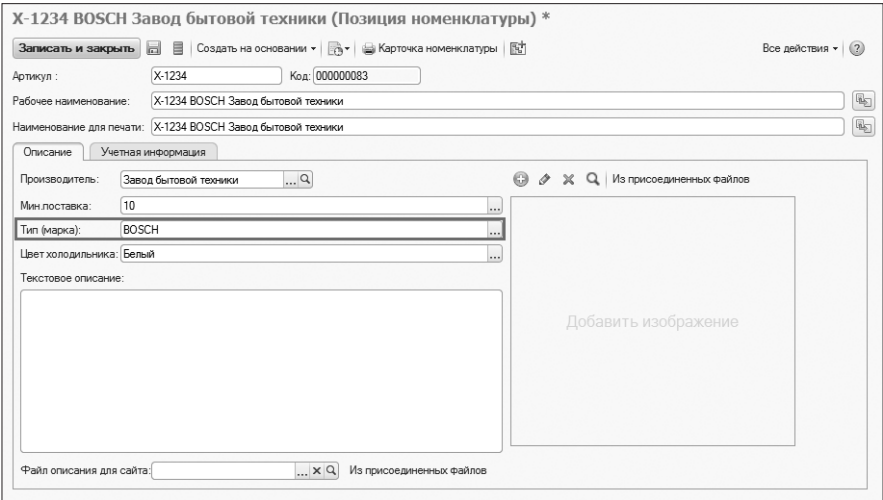 Х-1234 BOSCH Завод бытовой техники (Позиция номенклатуры) *
Записать и закрыть Создать на основании Карточка номенклатуры Все действия ?
Артикул : Х-1234 Код: 000000083
Рабочее наименование: Х-1234 BOSCH Завод бытовой техники
Наименование для печати: Х-1234 BOSCH Завод бытовой техники
Описание Учетная информация
Производитель: Завод бытовой техники ... Из присоединенных файлов
Мин.поставка: 10 ...
Тип (марка): BOSCH ...
Цвет холодильника: Белый ...
Текстовое описание:
Добавить изображение
Файл описания для сайта: ... Из присоединенных файлов